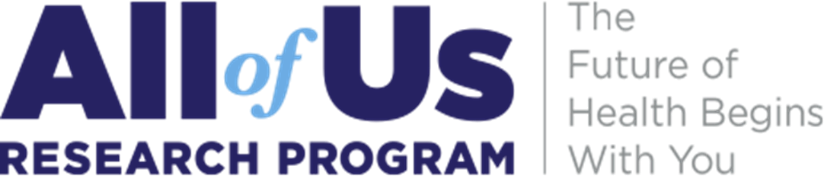 All of Us
RESEARCH PROGRAM
The
Future of
Health Begins
With You